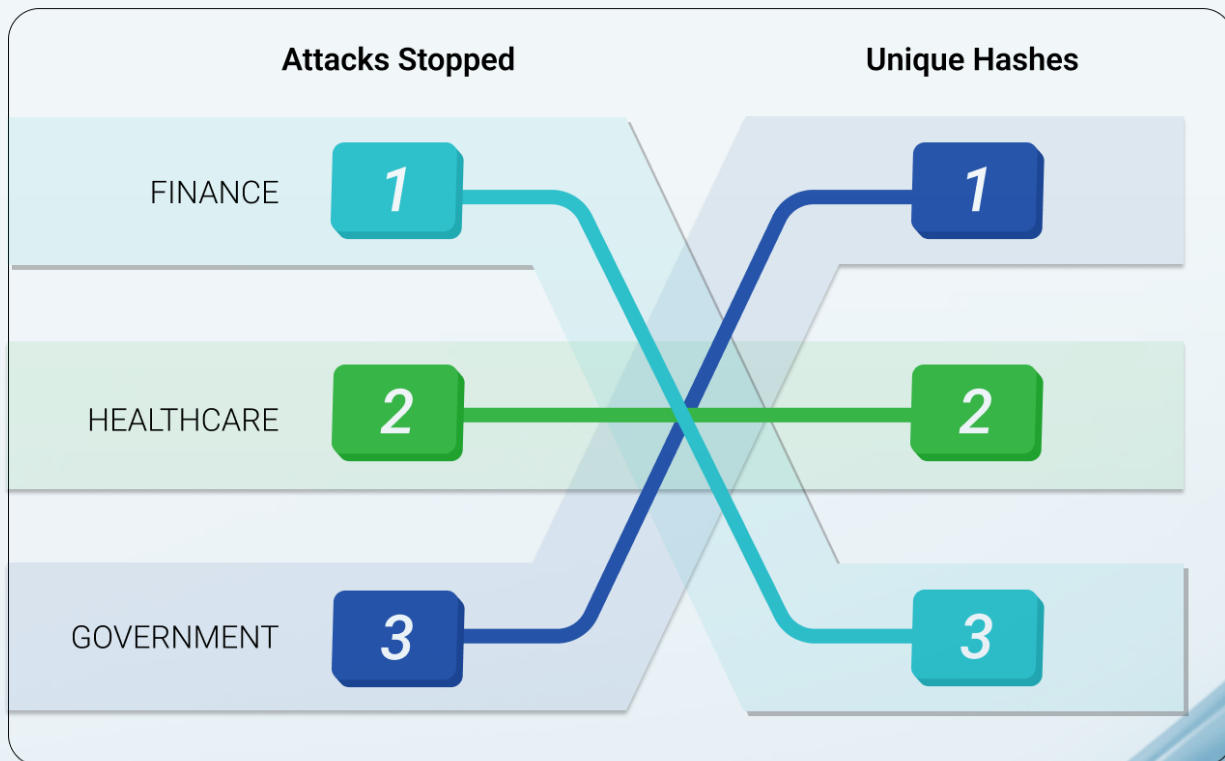 Attacks Stopped Unique Hashes
FINANCE 1 1
HEALTHCARE 2 2
GOVERNMENT 3 3